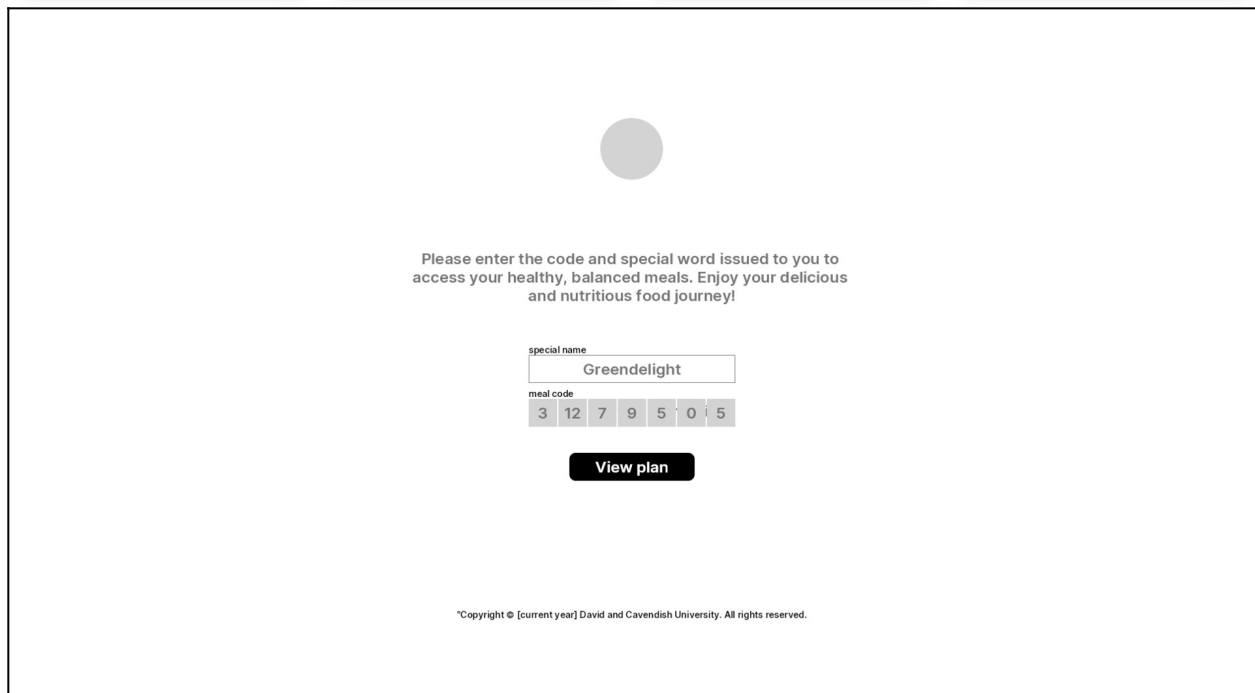 Please enter the code and special word issued to you to
access your healthy, balanced meals. Enjoy your delicious
and nutritious food journey!
special name
Greendelight
meal code
3 12 7 9 5 0 5
View plan
"Copyright © [current year] David and Cavendish University. All rights reserved.